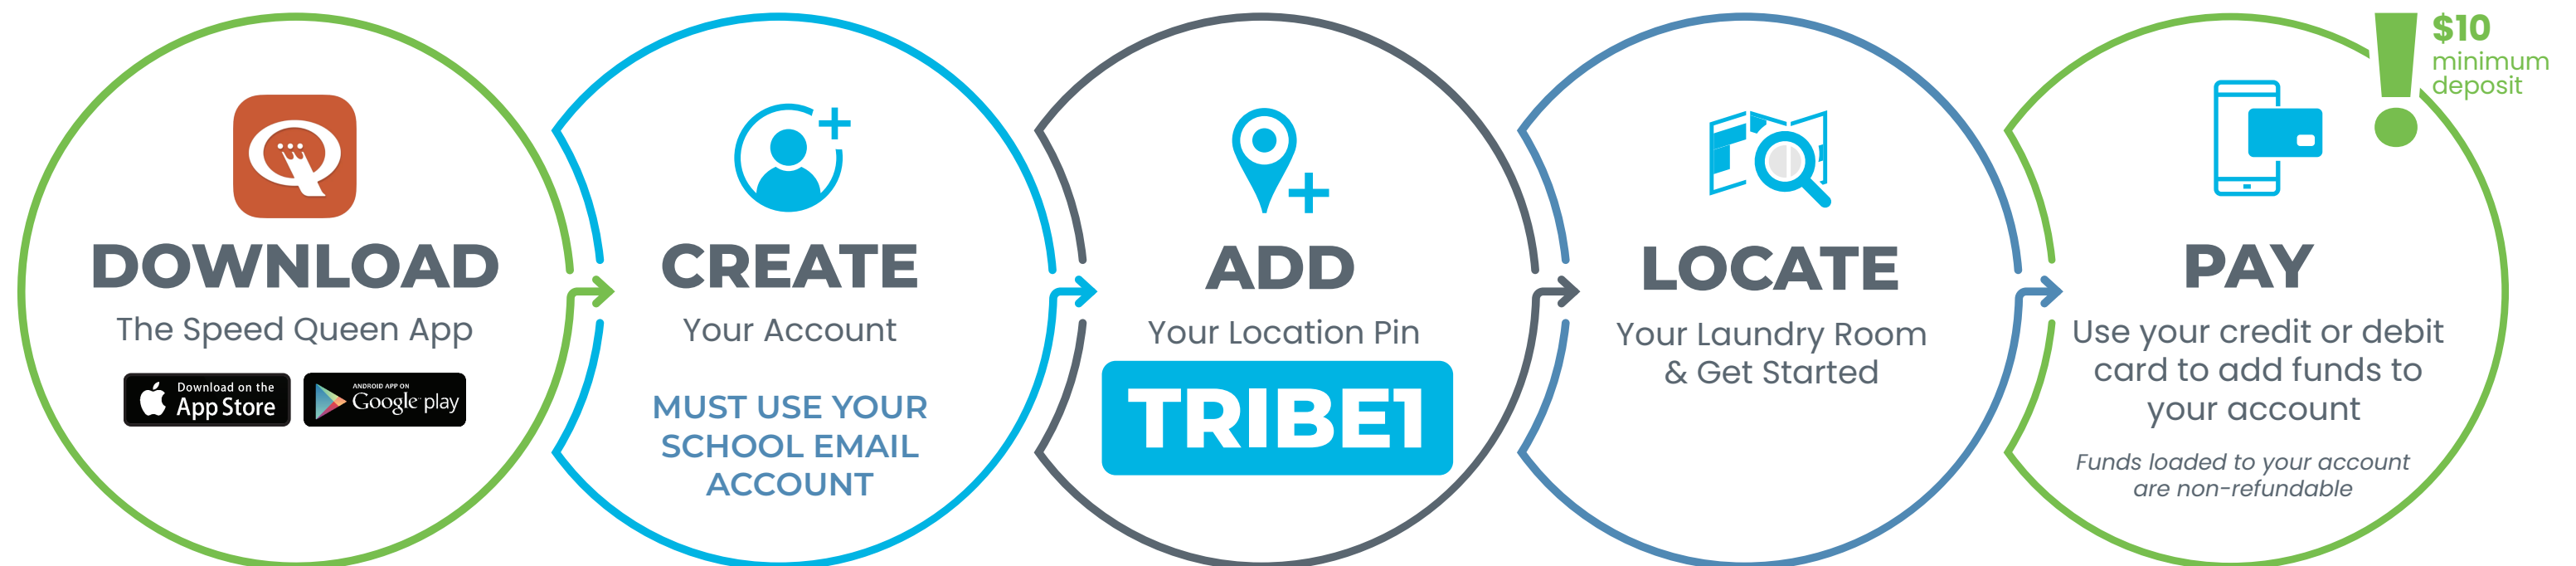 DOWNLOAD
The Speed Queen App
Download on the
App Store
ANDROID APP ON
Google play
CREATE
Your Account
MUST USE YOUR
SCHOOL EMAIL
ACCOUNT
ADD
Your Location Pin
TRIBE1
LOCATE
Your Laundry Room
& Get Started
$10
minimum
deposit
PAY
Use your credit or debit
card to add funds to
your account
Funds loaded to your account
are non-refundable